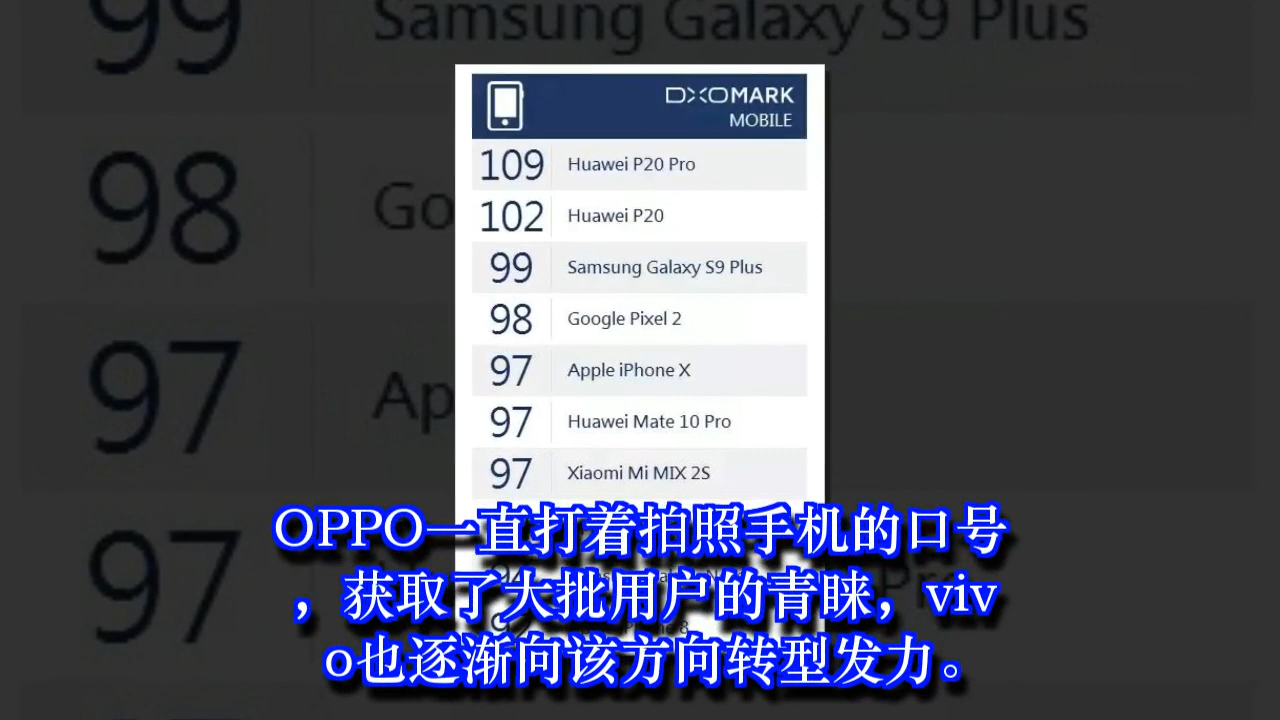 99 Samsung Galaxy S9 Plus
98
97
97
DXOMARK
MOBILE
109 Huawei P20 Pro
102 Huawei P20
99 Samsung Galaxy S9 Plus
98 Google Pixel 2
97 Apple iPhone X
97 Huawei Mate 10 Pro
97 Xiaomi Mi MIX 2S
OPPO一直打着拍照手机的口号
，获取了大批用户的青睐，viv
o也逐渐向该方向转型发力。